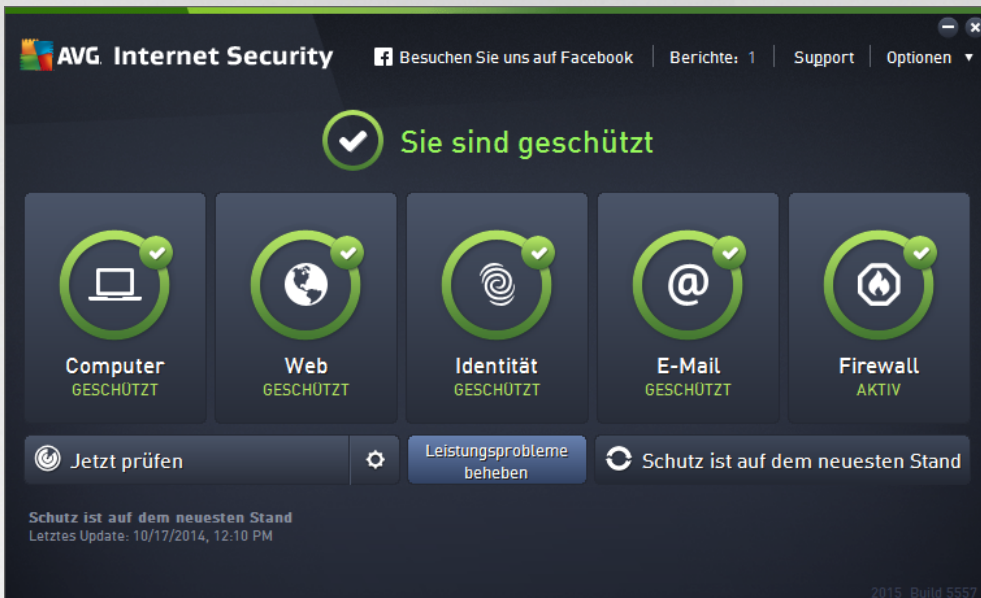 AVG Internet Security
Besuchen Sie uns auf Facebook
Berichte: 1
Support
Optionen
Sie sind geschützt
Computer
GESCHÜTZT
Web
GESCHÜTZT
Identität
GESCHÜTZT
E-Mail
GESCHÜTZT
Firewall
AKTIV
Jetzt prüfen
Leistungsprobleme
beheben
Schutz ist auf dem neuesten Stand
Schutz ist auf dem neuesten Stand
Letztes Update: 10/17/2014, 12:10 PM
2015 Build 5557